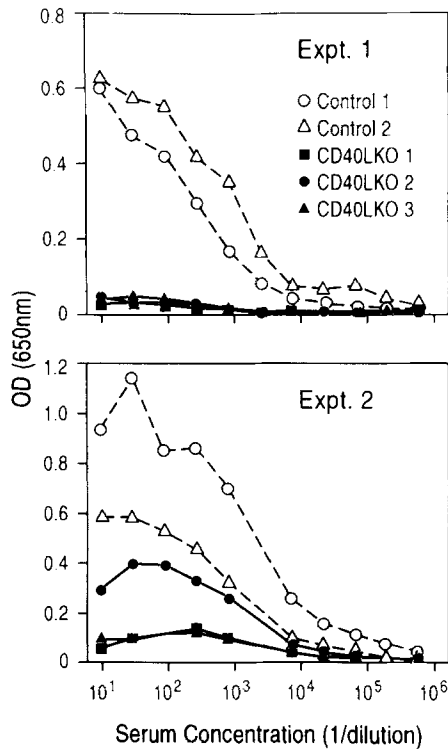 0.8
Expt. 1
0.6
Control 1
Control 2
CD40LKO 1
0.4
CD40LKO 2
CD40LKO 3
0.2
0
OD (650nm)
1.2
Expt. 2
1.0
0.8
0.6
0.4
0.2
0
10¹ 10² 10³ 10⁴ 10⁵ 10⁶
Serum Concentration (1/dilution)